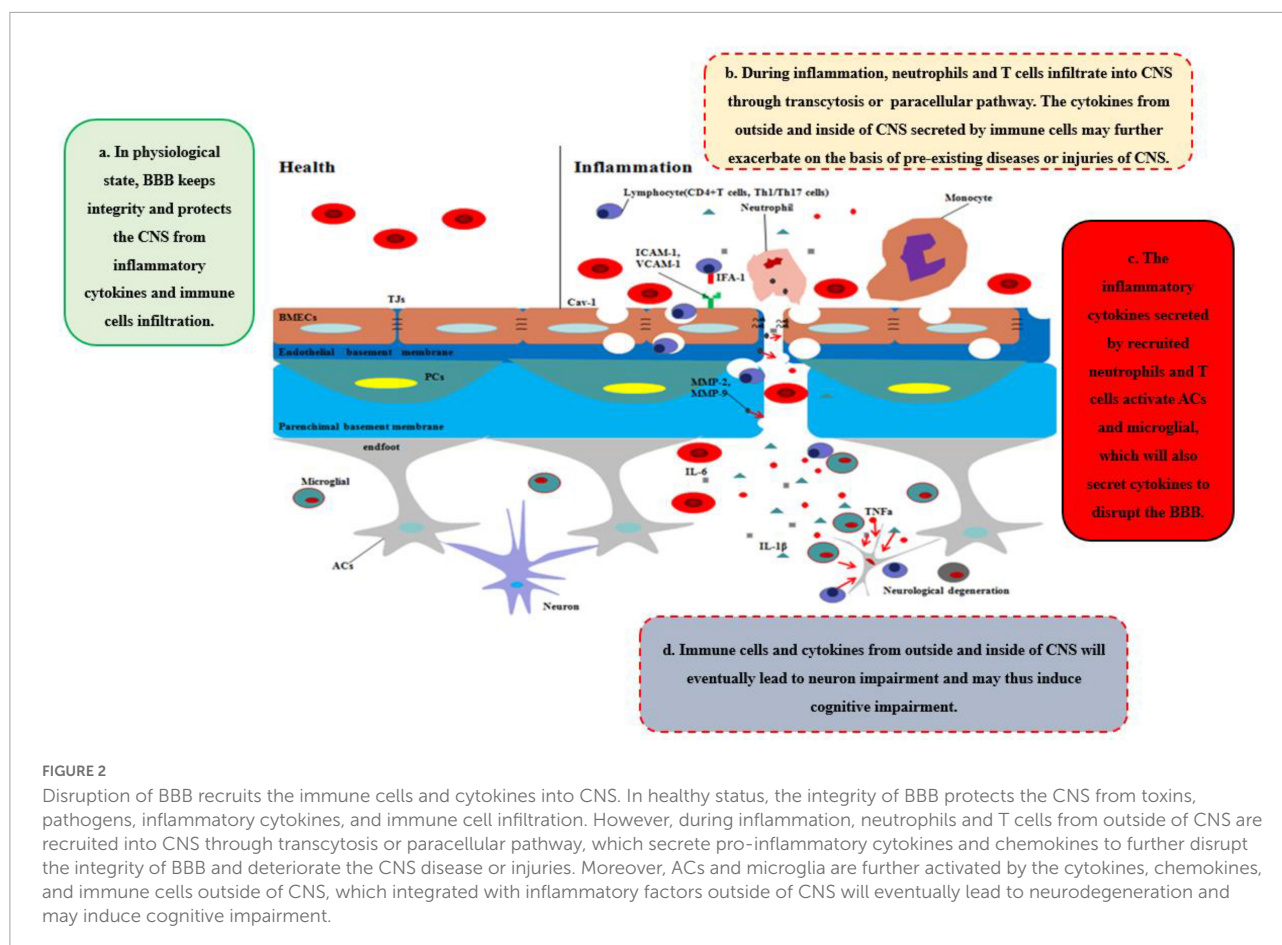 b. During inflammation, neutrophils and T cells infiltrate into CNS
through transcytosis or paracellular pathway. The cytokines from
outside and inside of CNS secreted by immune cells may further
exacerbate on the basis of pre-existing diseases or injuries of CNS.
a. In physiological
state, BBB keeps
integrity and protects
the CNS from
inflammatory
cytokines and immune
cells infiltration.
Health
Inflammation
Lymphocyte(CD4+T cells, Th1/Th17 cells)
Neutrophil
Monocyte
ICAM-1,
VCAM-1
IFA-1
TJs
Cav-1
BMECs
Endothelial basement membrane
PCs
MMP-2,
MMP-9
Parenchimal basement membrane
endfoot
Microglial
IL-6
TNFa
IL-1β
ACs
Neuron
Neurological degeneration
c. The
inflammatory
cytokines secreted
by recruited
neutrophils and T
cells activate ACs
and microglial,
which will also
secret cytokines to
disrupt the BBB.
d. Immune cells and cytokines from outside and inside of CNS will
eventually lead to neuron impairment and may thus induce
cognitive impairment.
FIGURE 2
Disruption of BBB recruits the immune cells and cytokines into CNS. In healthy status, the integrity of BBB protects the CNS from toxins,
pathogens, inflammatory cytokines, and immune cell infiltration. However, during inflammation, neutrophils and T cells from outside of CNS are
recruited into CNS through transcytosis or paracellular pathway, which secrete pro-inflammatory cytokines and chemokines to further disrupt
the integrity of BBB and deteriorate the CNS disease or injuries. Moreover, ACs and microglia are further activated by the cytokines, chemokines,
and immune cells outside of CNS, which integrated with inflammatory factors outside of CNS will eventually lead to neurodegeneration and
may induce cognitive impairment.